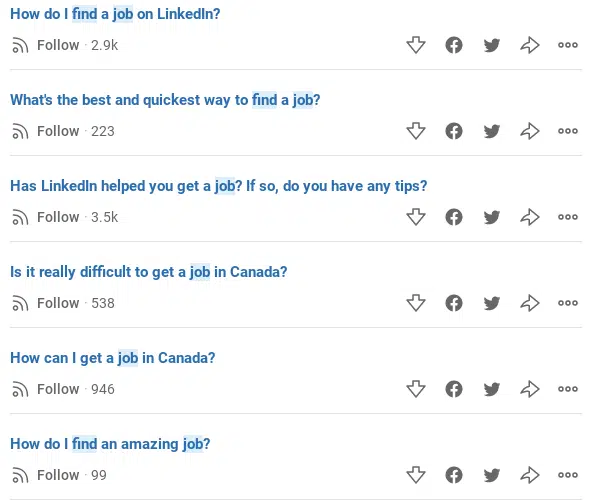 How do I find a job on LinkedIn?
Follow · 2.9k
What's the best and quickest way to find a job?
Follow · 223
Has LinkedIn helped you get a job? If so, do you have any tips?
Follow · 3.5k
Is it really difficult to get a job in Canada?
Follow · 538
How can I get a job in Canada?
Follow · 946
How do I find an amazing job?
Follow · 99